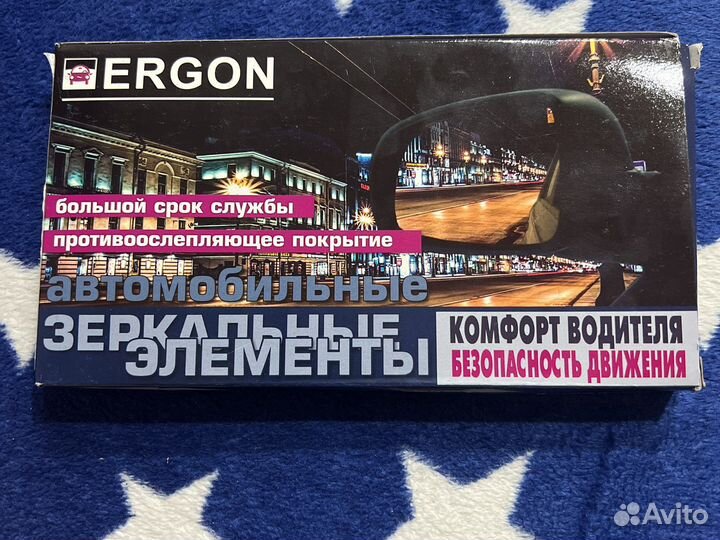 ERGON
большой срок службы
противоослепляющее покрытие
автомобильные
ЗЕРКАЛЬНЫЕ
ЭЛЕМЕНТЫ
КОМФОРТ ВОДИТЕЛЯ
БЕЗОПАСНОСТЬ ДВИЖЕНИЯ
Avito